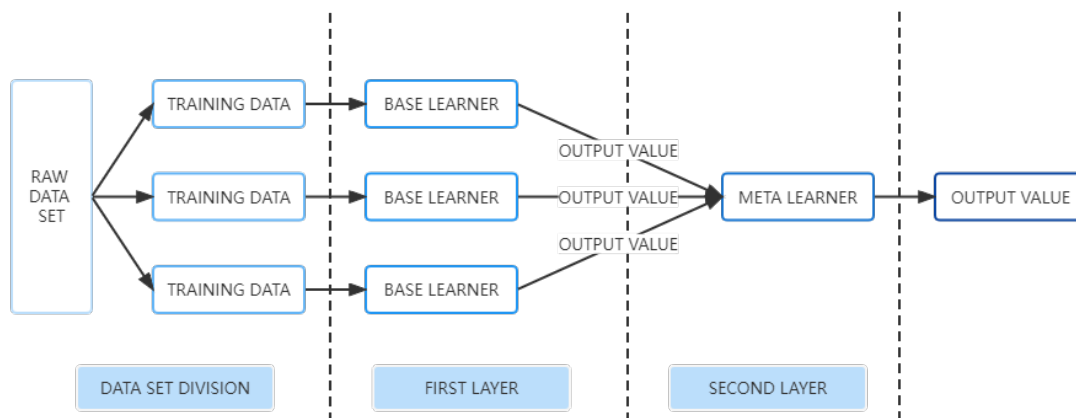 RAW
DATA
SET
TRAINING DATA
TRAINING DATA
TRAINING DATA
BASE LEARNER
BASE LEARNER
BASE LEARNER
OUTPUT VALUE
OUTPUT VALUE
OUTPUT VALUE
META LEARNER
OUTPUT VALUE
DATA SET DIVISION
FIRST LAYER
SECOND LAYER